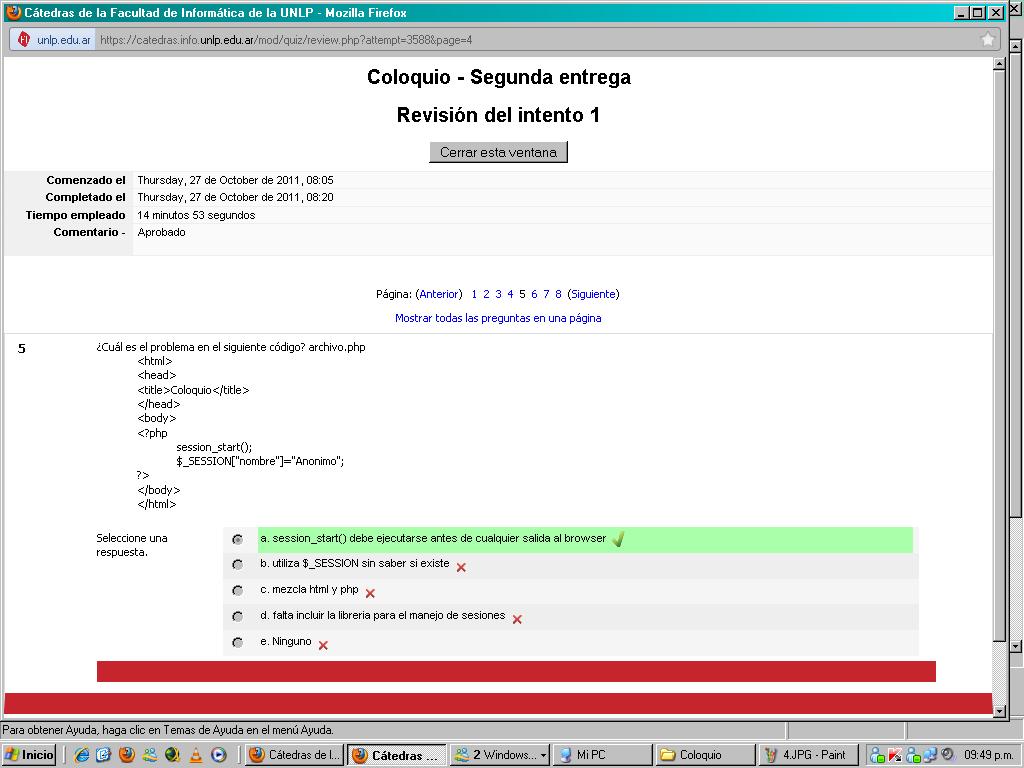 Cátedras de la Facultad de Informática de la UNLP - Mozilla Firefox
unlp.edu.ar https://catedras.info.unlp.edu.ar/mod/quiz/review.php?attempt=3588&page=4
Coloquio - Segunda entrega
Revisión del intento 1
Cerrar esta ventana
Comenzado el Thursday, 27 de October de 2011, 08:05
Completado el Thursday, 27 de October de 2011, 08:20
Tiempo empleado 14 minutos 53 segundos
Comentario - Aprobado
Página: (Anterior) 1 2 3 4 5 6 7 8 (Siguiente)
Mostrar todas las preguntas en una página
5 ¿Cuál es el problema en el siguiente código? archivo.php
<html>
<head>
<title>Coloquio</title>
</head>
<body>
<?php
session_start();
$_SESSION["nombre"]="Anonimo";
?>
</body>
</html>
Seleccione una
respuesta.
a. session_start() debe ejecutarse antes de cualquier salida al browser
b. utiliza $_SESSION sin saber si existe
c. mezcla html y php
d. falta incluir la libreria para el manejo de sesiones
e. Ninguno
Para obtener Ayuda, haga clic en Temas de Ayuda en el menú Ayuda.
Inicio Cátedras de l... Cátedras ... 2 Windows... Mi PC Coloquio 4.JPG - Paint 09:49 p.m.